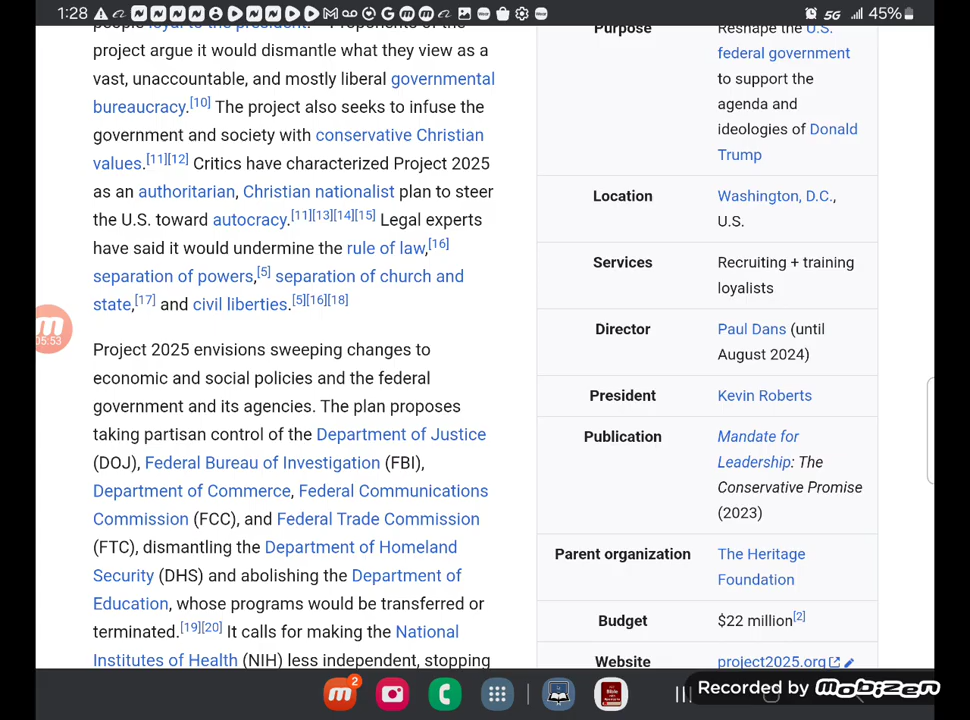 1:28
5G
45%
people loyal to the president.
project argue it would dismantle what they view as a
vast, unaccountable, and mostly liberal governmental
bureaucracy.[10] The project also seeks to infuse the
government and society with conservative Christian
values.[11][12] Critics have characterized Project 2025
as an authoritarian, Christian nationalist plan to steer
the U.S. toward autocracy.[11][13][14][15] Legal experts
have said it would undermine the rule of law,[16]
separation of powers,[5] separation of church and
state,[17] and civil liberties.[5][16][18]
Project 2025 envisions sweeping changes to
economic and social policies and the federal
government and its agencies. The plan proposes
taking partisan control of the Department of Justice
(DOJ), Federal Bureau of Investigation (FBI),
Department of Commerce, Federal Communications
Commission (FCC), and Federal Trade Commission
(FTC), dismantling the Department of Homeland
Security (DHS) and abolishing the Department of
Education, whose programs would be transferred or
terminated.[19][20] It calls for making the National
Institutes of Health (NIH) less independent, stopping
Purpose
Reshape the U.S.
federal government
to support the
agenda and
ideologies of Donald
Trump
Location
Washington, D.C.,
U.S.
Services
Recruiting + training
loyalists
Director
Paul Dans (until
August 2024)
President
Kevin Roberts
Publication
Mandate for
Leadership: The
Conservative Promise
(2023)
Parent organization
The Heritage
Foundation
Budget
$22 million[2]
Website
project2025.org
05:53
2
Recorded by mobizen